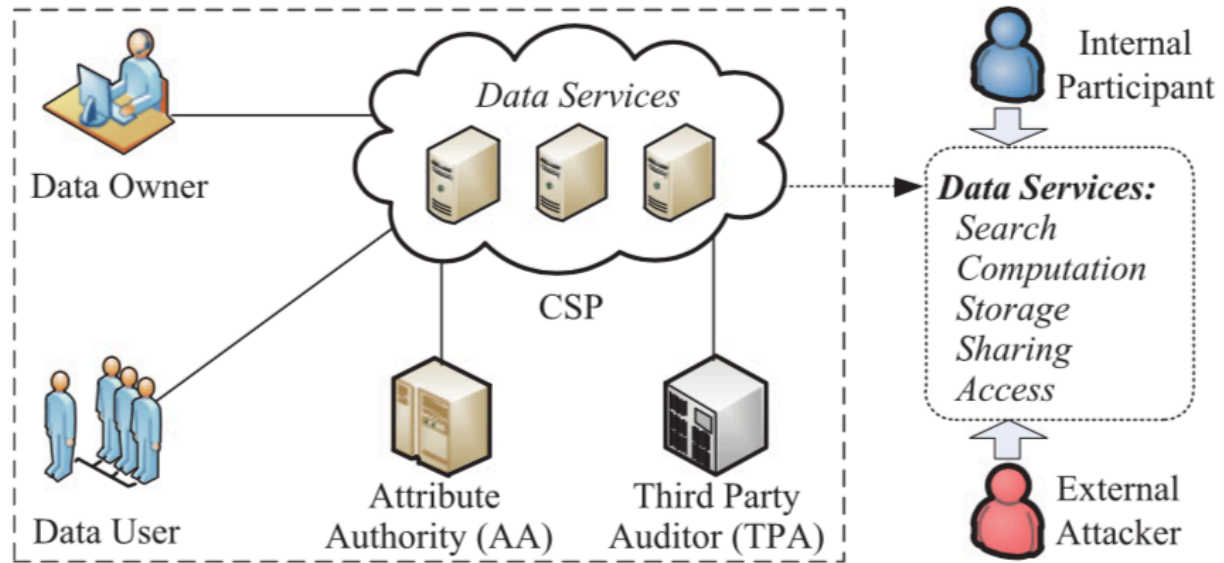 Data Services
Data Owner
CSP
Data User
Attribute
Authority (AA)
Third Party
Auditor (TPA)
Internal
Participant
Data Services:
Search
Computation
Storage
Sharing
Access
External
Attacker